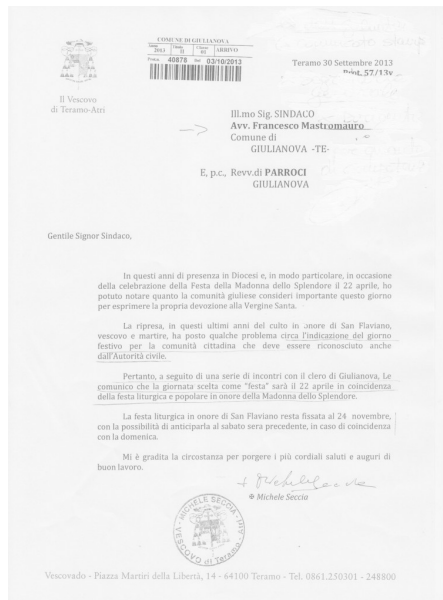 COMUNE DI GIULIANOVA
2013 ARRIVO
Prot.n. 40878 del 03/10/2013
Teramo 30 Settembre 2013
Prot. 57/13v
Il Vescovo
di Teramo-Atri
Ill.mo Sig. SINDACO
Avv. Francesco Mastromauro
Comune di
GIULIANOVA -TE-
E, p.c., Revv.di PARROCI
GIULIANOVA
Gentile Signor Sindaco,
In questi anni di presenza in Diocesi e, in modo particolare, in occasione
della celebrazione della Festa della Madonna dello Splendore il 22 aprile, ho
potuto notare quanto la comunità giuliese consideri importante questo giorno
per esprimere la propria devozione alla Vergine Santa.
La ripresa, in questi ultimi anni del culto in onore di San Flaviano,
vescovo e martire, ha posto qualche problema circa l'indicazione del giorno
festivo per la comunità cittadina che deve essere riconosciuto anche
dall'Autorità civile.
Pertanto, a seguito di una serie di incontri con il clero di Giulianova, Le
comunico che la giornata scelta come "festa" sarà il 22 aprile in coincidenza
della festa liturgica e popolare in onore della Madonna dello Splendore.
La festa liturgica in onore di San Flaviano resta fissata al 24 novembre,
con la possibilità di anticiparla al sabato sera precedente, in caso di coincidenza
con la domenica.
Mi è gradita la circostanza per porgere i più cordiali saluti e auguri di
buon lavoro.
+ Michele Seccia
✠ Michele Seccia
MICHELE SECCIA
Vescovado - Piazza Martiri della Libertà, 14 - 64100 Teramo - Tel. 0861.250301 - 248800